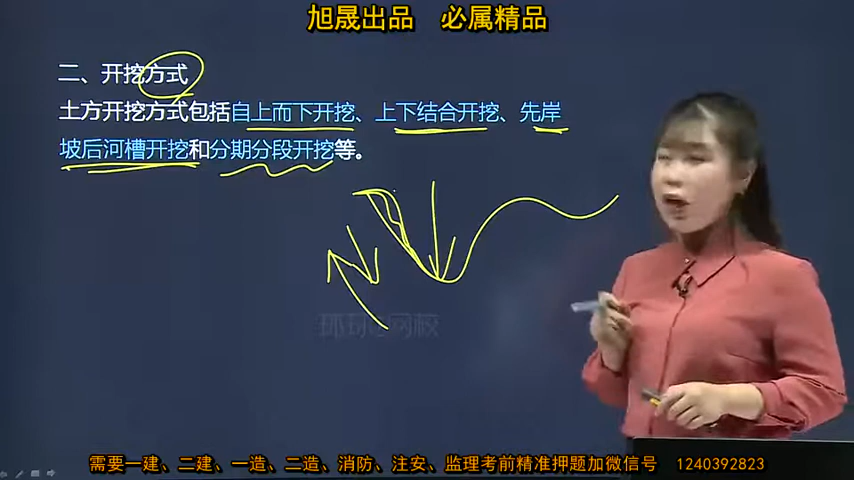 旭晟出品 必属精品
二、开挖方式
土方开挖方式包括自上而下开挖、上下结合开挖、先岸
坡后河槽开挖和分期分段开挖等。
环球网校
需要一建、二建、一造、二造、消防、注安、监理考前精准押题加微信号 1240392823